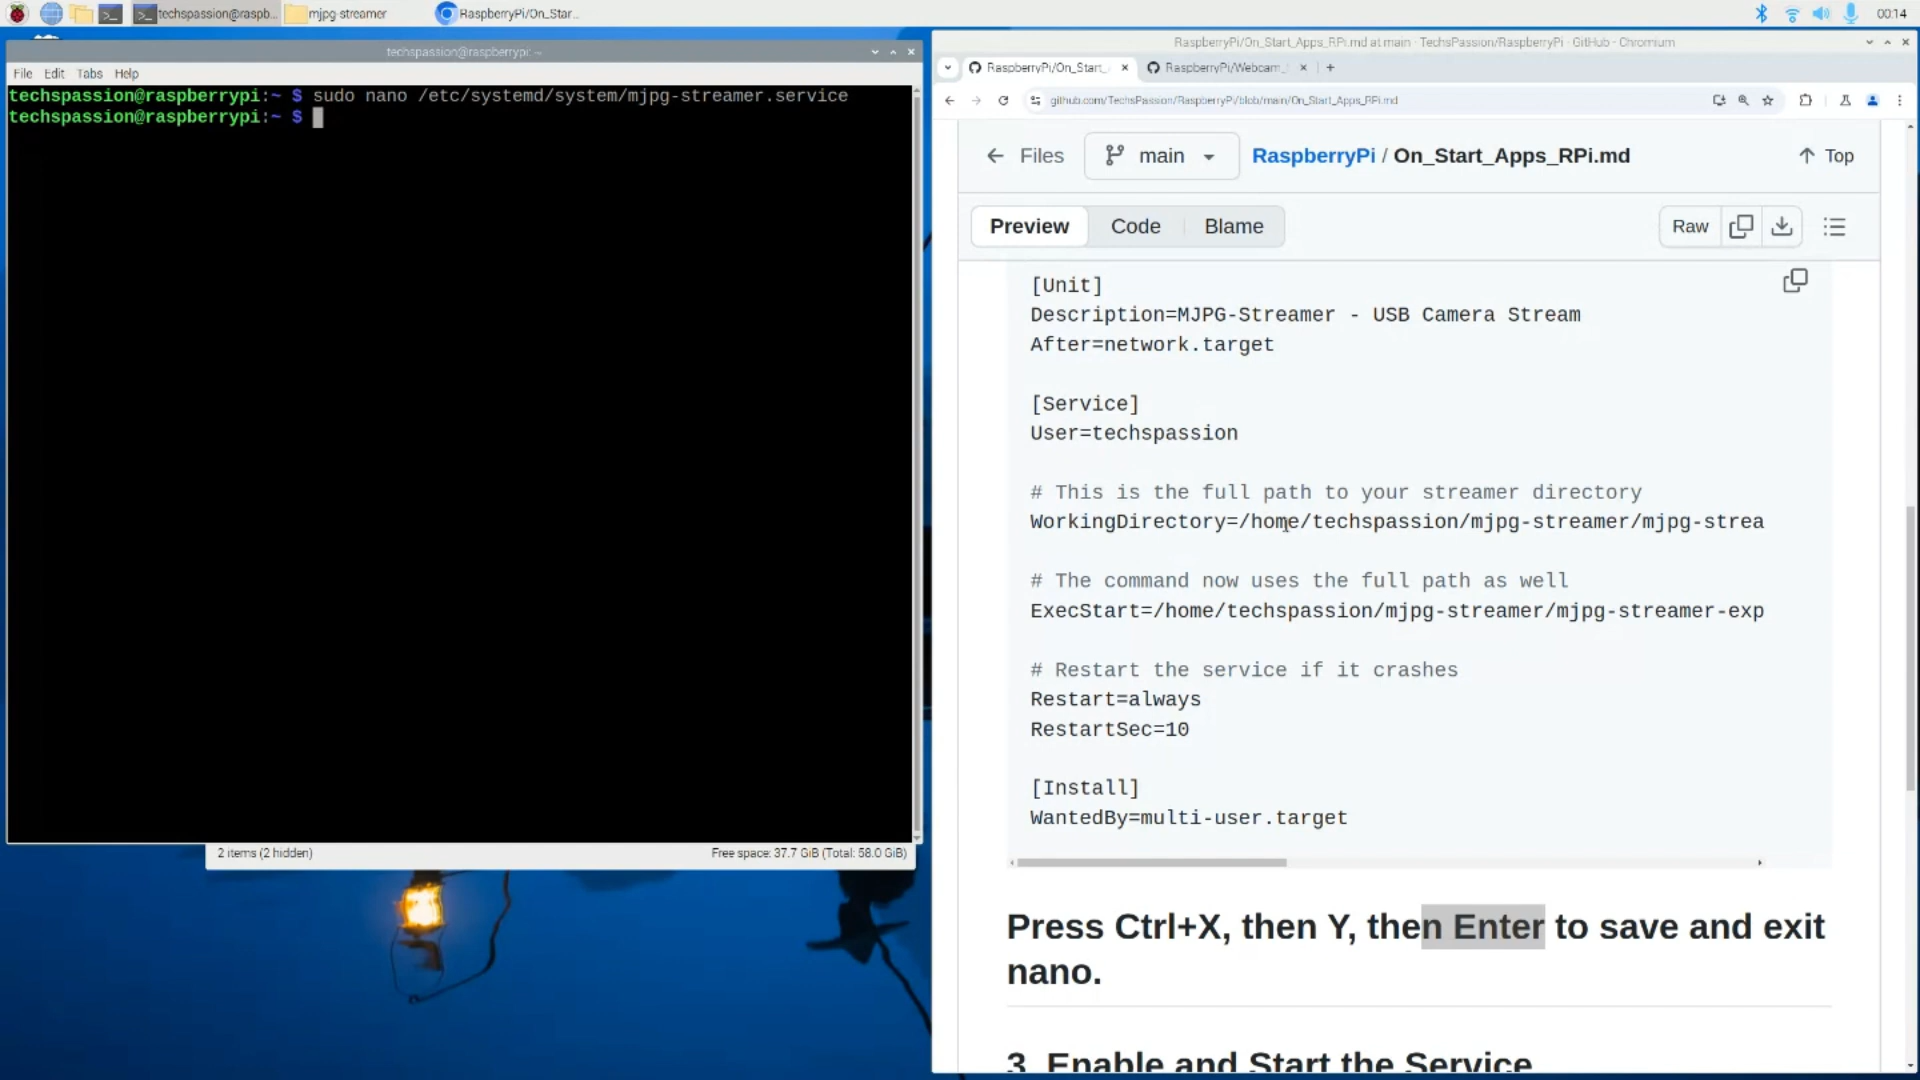 techspassion@raspb...
mjpg-streamer
RaspberryPi/On_Star...
00:14
techspassion@raspberrypi: ~
File Edit Tabs Help
techspassion@raspberrypi:~ $ sudo nano /etc/systemd/system/mjpg-streamer.service
techspassion@raspberrypi:~ $
2 items (2 hidden)
Free space: 37.7 GiB (Total: 58.0 GiB)
RaspberryPi/On_Start_Apps_RPi.md at main · TechsPassion/RaspberryPi · GitHub - Chromium
RaspberryPi/On_Start_
RaspberryPi/Webcam_
github.com/TechsPassion/RaspberryPi/blob/main/On_Start_Apps_RPi.md
Files
main
RaspberryPi / On_Start_Apps_RPi.md
Top
Preview Code Blame
Raw
[Unit]
Description=MJPG-Streamer - USB Camera Stream
After=network.target
[Service]
User=techspassion
# This is the full path to your streamer directory
WorkingDirectory=/home/techspassion/mjpg-streamer/mjpg-strea
# The command now uses the full path as well
ExecStart=/home/techspassion/mjpg-streamer/mjpg-streamer-exp
# Restart the service if it crashes
Restart=always
RestartSec=10
[Install]
WantedBy=multi-user.target
Press Ctrl+X, then Y, then Enter to save and exit
nano.
3. Enable and Start the Service